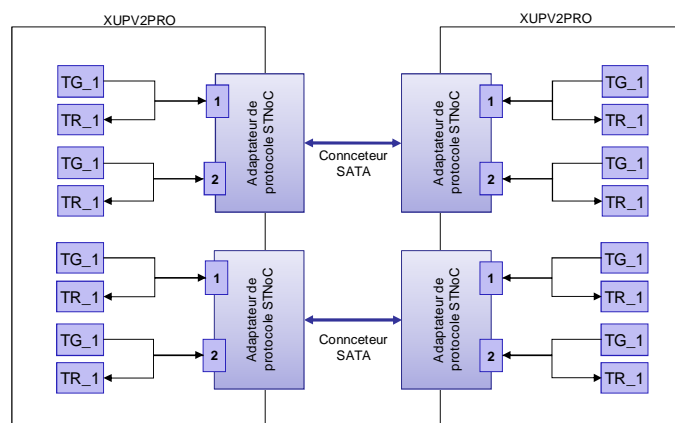 XUPV2PRO
XUPV2PRO
TG_1
TR_1
1
TG_1
TR_1
2
Adaptateur de
protocole STNoC
Connceteur
SATA
Adaptateur de
protocole STNoC
1
TG_1
TR_1
2
TG_1
TR_1
TG_1
TR_1
1
TG_1
TR_1
2
Adaptateur de
protocole STNoC
Connceteur
SATA
Adaptateur de
protocole STNoC
1
TG_1
TR_1
2
TG_1
TR_1